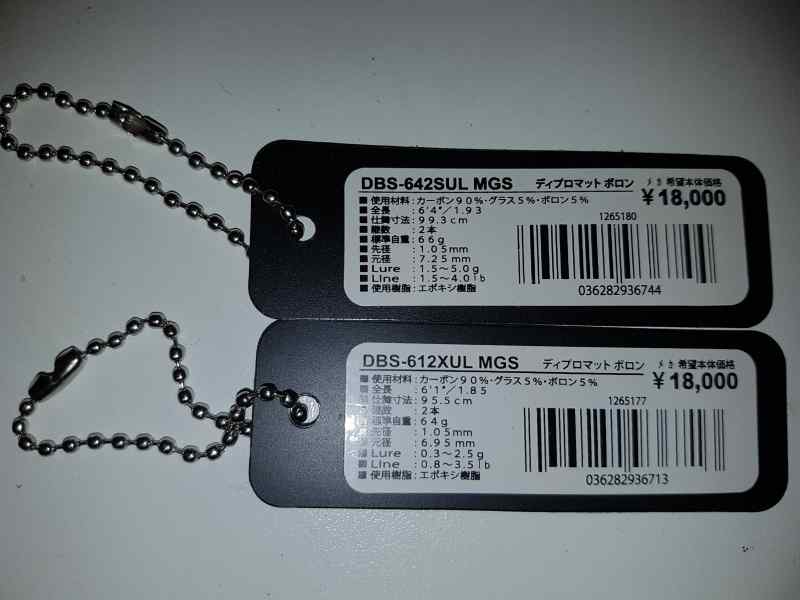 DBS-642SUL MGS ディプロマット ボロン
メーカー希望本体価格
¥18,000
■使用材料:カーボン90%・グラス5%・ボロン5%
■全長:6'4"/1.93
■仕舞寸法:99.3cm
■継数:2本
■標準自重:66g
■先径:1.05mm
■元径:7.25mm
■Lure:1.5~5.0g
■Line:1.5~4.0lb
■使用樹脂:エポキシ樹脂
1265180
036282936744
DBS-612XUL MGS ディプロマット ボロン
メーカー希望本体価格
¥18,000
■使用材料:カーボン90%・グラス5%・ボロン5%
■全長:6'1"/1.85
■仕舞寸法:95.5cm
■継数:2本
■標準自重:64g
■先径:1.05mm
■元径:6.95mm
■Lure:0.3~2.5g
■Line:0.8~3.5lb
■使用樹脂:エポキシ樹脂
1265177
036282936713